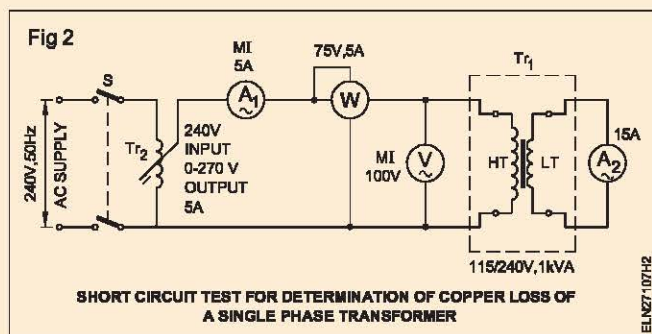 Fig 2
MI
5A
75V,5A
Tr1
S
A1
W
240V,50Hz
AC SUPPLY
Tr2
240V
INPUT
0-270 V
OUTPUT
5A
MI
100V
V
HT
LT
15A
A2
115/240V,1kVA
SHORT CIRCUIT TEST FOR DETERMINATION OF COPPER LOSS OF
A SINGLE PHASE TRANSFORMER
ELN27107H2